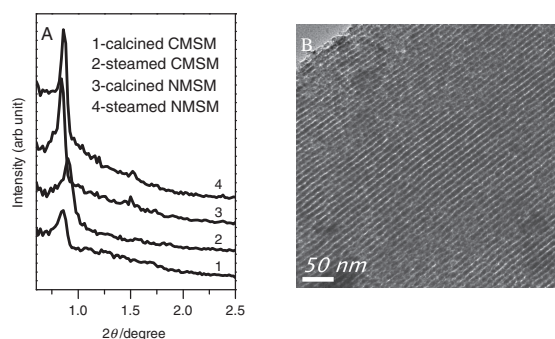 A
1-calcined CMSM
2-steamed CMSM
3-calcined NMSM
4-steamed NMSM
Intensity (arb unit)
4
3
2
1
1.0 1.5 2.0 2.5
2θ/degree
B
50 nm